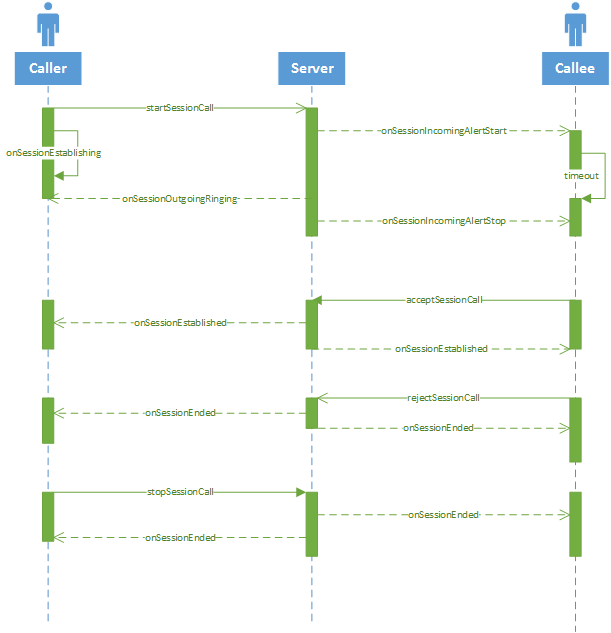 Caller
Server
Callee
startSessionCall
onSessionIncomingAlertStart
onSessionEstablishing
timeout
onSessionOutgoingRinging
onSessionIncomingAlertStop
acceptSessionCall
onSessionEstablished
onSessionEstablished
rejectSessionCall
onSessionEnded
onSessionEnded
stopSessionCall
onSessionEnded
onSessionEnded